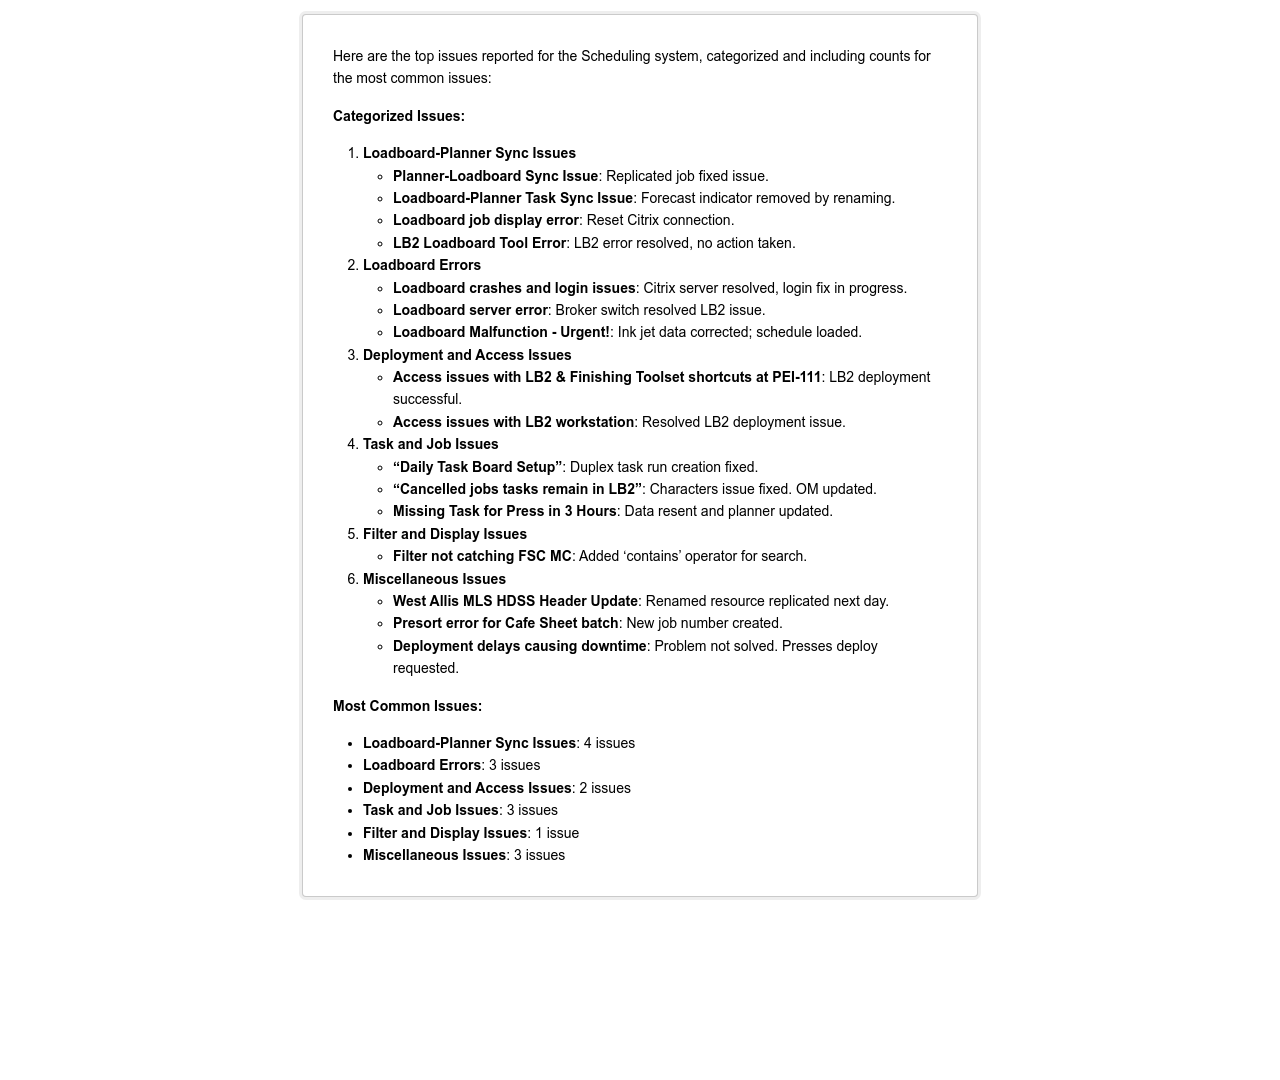 Here are the top issues reported for the Scheduling system, categorized and including counts for
the most common issues:
Categorized Issues:
1. Loadboard-Planner Sync Issues
◦ Planner-Loadboard Sync Issue: Replicated job fixed issue.
◦ Loadboard-Planner Task Sync Issue: Forecast indicator removed by renaming.
◦ Loadboard job display error: Reset Citrix connection.
◦ LB2 Loadboard Tool Error: LB2 error resolved, no action taken.
2. Loadboard Errors
◦ Loadboard crashes and login issues: Citrix server resolved, login fix in progress.
◦ Loadboard server error: Broker switch resolved LB2 issue.
◦ Loadboard Malfunction - Urgent!: Ink jet data corrected; schedule loaded.
3. Deployment and Access Issues
◦ Access issues with LB2 & Finishing Toolset shortcuts at PEI-111: LB2 deployment
successful.
◦ Access issues with LB2 workstation: Resolved LB2 deployment issue.
4. Task and Job Issues
◦ “Daily Task Board Setup”: Duplex task run creation fixed.
◦ “Cancelled jobs tasks remain in LB2”: Characters issue fixed. OM updated.
◦ Missing Task for Press in 3 Hours: Data resent and planner updated.
5. Filter and Display Issues
◦ Filter not catching FSC MC: Added ‘contains’ operator for search.
6. Miscellaneous Issues
◦ West Allis MLS HDSS Header Update: Renamed resource replicated next day.
◦ Presort error for Cafe Sheet batch: New job number created.
◦ Deployment delays causing downtime: Problem not solved. Presses deploy
requested.
Most Common Issues:
• Loadboard-Planner Sync Issues: 4 issues
• Loadboard Errors: 3 issues
• Deployment and Access Issues: 2 issues
• Task and Job Issues: 3 issues
• Filter and Display Issues: 1 issue
• Miscellaneous Issues: 3 issues